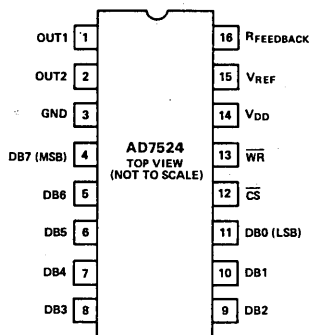 OUT1 1
OUT2 2
GND 3
DB7 (MSB) 4
DB6 5
DB5 6
DB4 7
DB3 8
AD7524
TOP VIEW
(NOT TO SCALE)
16 RFEEDBACK
15 VREF
14 VDD
13 WR
12 CS
11 DB0 (LSB)
10 DB1
9 DB2